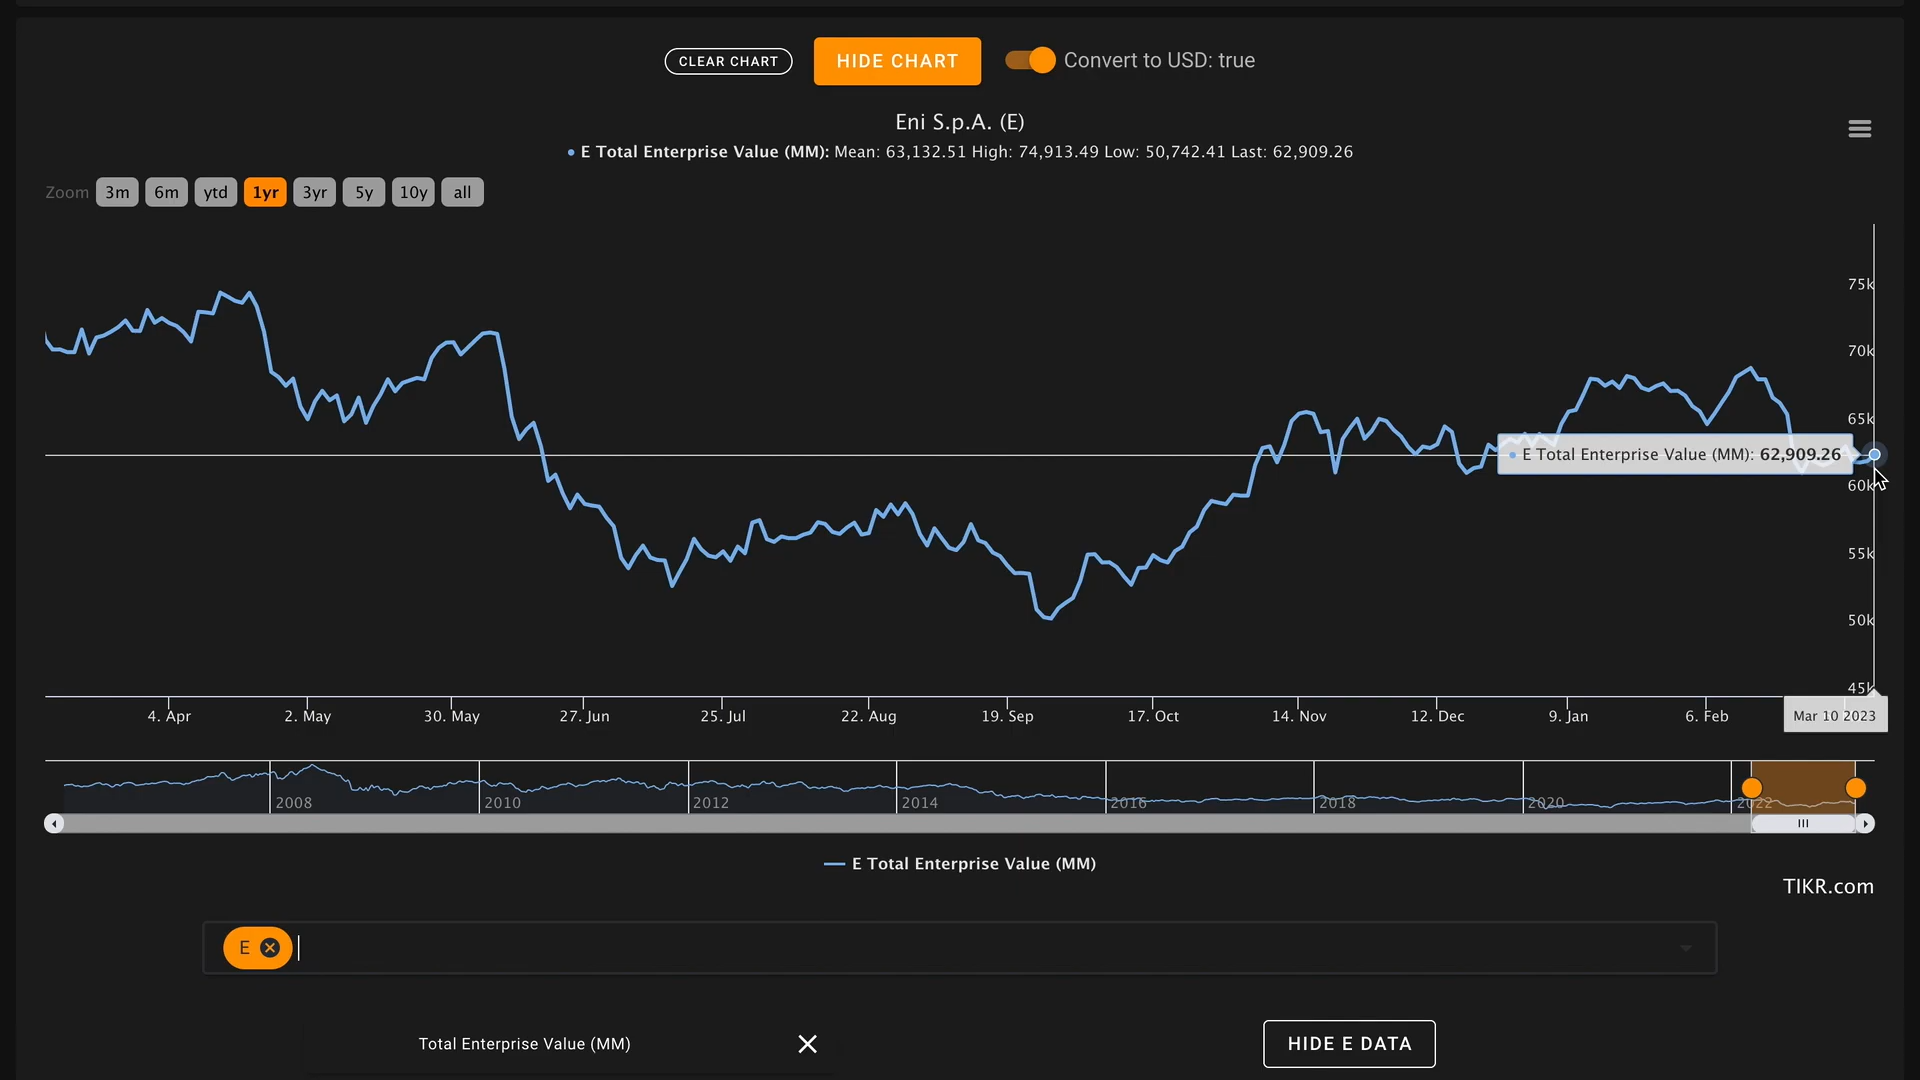 CLEAR CHART
HIDE CHART
Convert to USD: true
Eni S.p.A. (E)
E Total Enterprise Value (MM): Mean: 63,132.51 High: 74,913.49 Low: 50,742.41 Last: 62,909.26
Zoom 3m 6m ytd 1yr 3yr 5y 10y all
75k
70k
65k
E Total Enterprise Value (MM): 62,909.26
60k
55k
50k
45k
4. Apr 2. May 30. May 27. Jun 25. Jul 22. Aug 19. Sep 17. Oct 14. Nov 12. Dec 9. Jan 6. Feb Mar 10 2023
2008 2010 2012 2014 2016 2018 2020 2022
E Total Enterprise Value (MM)
TIKR.com
E
Total Enterprise Value (MM)
HIDE E DATA